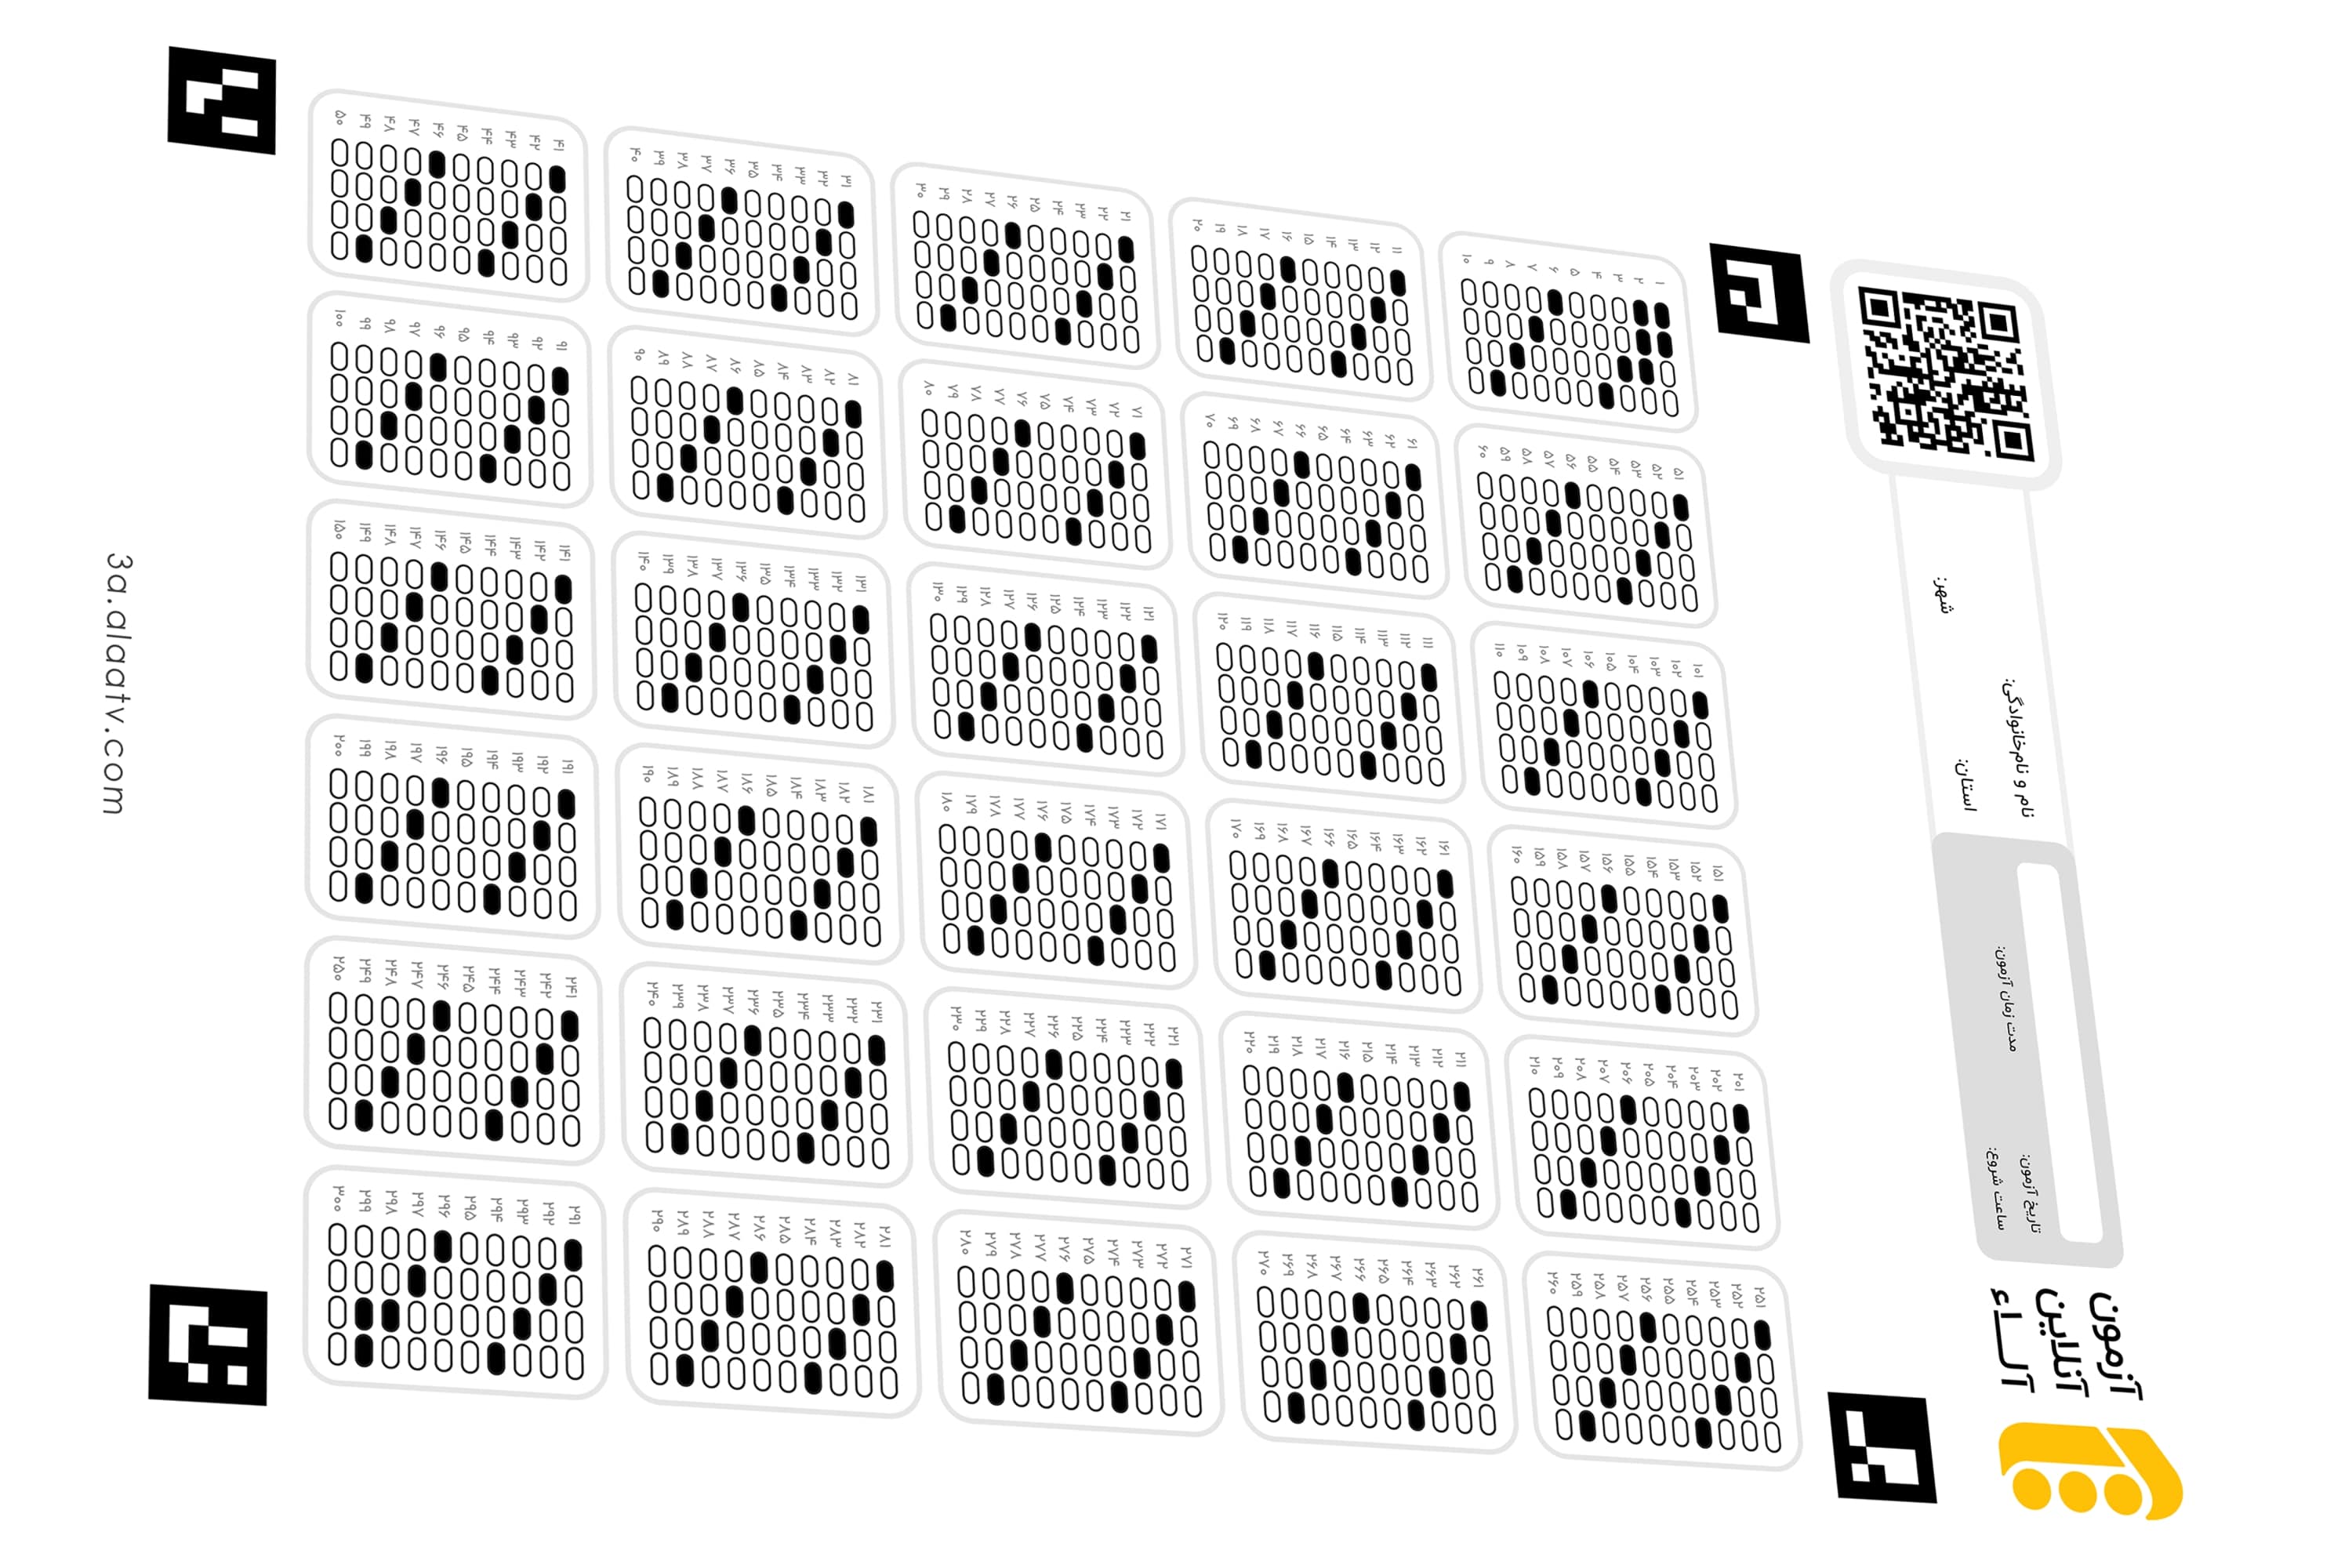 آزمون
آنلاین
آلــاء
تاریخ آزمون:
ساعت شروع: مدت زمان آزمون:
نام و نام‌خانوادگی:
استان: شهر:
۱ ۵۱ ۱۰۱ ۱۵۱ ۲۰۱ ۲۵۱
۲ ۵۲ ۱۰۲ ۱۵۲ ۲۰۲ ۲۵۲
۳ ۵۳ ۱۰۳ ۱۵۳ ۲۰۳ ۲۵۳
۴ ۵۴ ۱۰۴ ۱۵۴ ۲۰۴ ۲۵۴
۵ ۵۵ ۱۰۵ ۱۵۵ ۲۰۵ ۲۵۵
۶ ۵۶ ۱۰۶ ۱۵۶ ۲۰۶ ۲۵۶
۷ ۵۷ ۱۰۷ ۱۵۷ ۲۰۷ ۲۵۷
۸ ۵۸ ۱۰۸ ۱۵۸ ۲۰۸ ۲۵۸
۹ ۵۹ ۱۰۹ ۱۵۹ ۲۰۹ ۲۵۹
۱۰ ۶۰ ۱۱۰ ۱۶۰ ۲۱۰ ۲۶۰
۱۱ ۶۱ ۱۱۱ ۱۶۱ ۲۱۱ ۲۶۱
۱۲ ۶۲ ۱۱۲ ۱۶۲ ۲۱۲ ۲۶۲
۱۳ ۶۳ ۱۱۳ ۱۶۳ ۲۱۳ ۲۶۳
۱۴ ۶۴ ۱۱۴ ۱۶۴ ۲۱۴ ۲۶۴
۱۵ ۶۵ ۱۱۵ ۱۶۵ ۲۱۵ ۲۶۵
۱۶ ۶۶ ۱۱۶ ۱۶۶ ۲۱۶ ۲۶۶
۱۷ ۶۷ ۱۱۷ ۱۶۷ ۲۱۷ ۲۶۷
۱۸ ۶۸ ۱۱۸ ۱۶۸ ۲۱۸ ۲۶۸
۱۹ ۶۹ ۱۱۹ ۱۶۹ ۲۱۹ ۲۶۹
۲۰ ۷۰ ۱۲۰ ۱۷۰ ۲۲۰ ۲۷۰
۲۱ ۷۱ ۱۲۱ ۱۷۱ ۲۲۱ ۲۷۱
۲۲ ۷۲ ۱۲۲ ۱۷۲ ۲۲۲ ۲۷۲
۲۳ ۷۳ ۱۲۳ ۱۷۳ ۲۲۳ ۲۷۳
۲۴ ۷۴ ۱۲۴ ۱۷۴ ۲۲۴ ۲۷۴
۲۵ ۷۵ ۱۲۵ ۱۷۵ ۲۲۵ ۲۷۵
۲۶ ۷۶ ۱۲۶ ۱۷۶ ۲۲۶ ۲۷۶
۲۷ ۷۷ ۱۲۷ ۱۷۷ ۲۲۷ ۲۷۷
۲۸ ۷۸ ۱۲۸ ۱۷۸ ۲۲۸ ۲۷۸
۲۹ ۷۹ ۱۲۹ ۱۷۹ ۲۲۹ ۲۷۹
۳۰ ۸۰ ۱۳۰ ۱۸۰ ۲۳۰ ۲۸۰
۳۱ ۸۱ ۱۳۱ ۱۸۱ ۲۳۱ ۲۸۱
۳۲ ۸۲ ۱۳۲ ۱۸۲ ۲۳۲ ۲۸۲
۳۳ ۸۳ ۱۳۳ ۱۸۳ ۲۳۳ ۲۸۳
۳۴ ۸۴ ۱۳۴ ۱۸۴ ۲۳۴ ۲۸۴
۳۵ ۸۵ ۱۳۵ ۱۸۵ ۲۳۵ ۲۸۵
۳۶ ۸۶ ۱۳۶ ۱۸۶ ۲۳۶ ۲۸۶
۳۷ ۸۷ ۱۳۷ ۱۸۷ ۲۳۷ ۲۸۷
۳۸ ۸۸ ۱۳۸ ۱۸۸ ۲۳۸ ۲۸۸
۳۹ ۸۹ ۱۳۹ ۱۸۹ ۲۳۹ ۲۸۹
۴۰ ۹۰ ۱۴۰ ۱۹۰ ۲۴۰ ۲۹۰
۴۱ ۹۱ ۱۴۱ ۱۹۱ ۲۴۱ ۲۹۱
۴۲ ۹۲ ۱۴۲ ۱۹۲ ۲۴۲ ۲۹۲
۴۳ ۹۳ ۱۴۳ ۱۹۳ ۲۴۳ ۲۹۳
۴۴ ۹۴ ۱۴۴ ۱۹۴ ۲۴۴ ۲۹۴
۴۵ ۹۵ ۱۴۵ ۱۹۵ ۲۴۵ ۲۹۵
۴۶ ۹۶ ۱۴۶ ۱۹۶ ۲۴۶ ۲۹۶
۴۷ ۹۷ ۱۴۷ ۱۹۷ ۲۴۷ ۲۹۷
۴۸ ۹۸ ۱۴۸ ۱۹۸ ۲۴۸ ۲۹۸
۴۹ ۹۹ ۱۴۹ ۱۹۹ ۲۴۹ ۲۹۹
۵۰ ۱۰۰ ۱۵۰ ۲۰۰ ۲۵۰ ۳۰۰
3a.alaatv.com